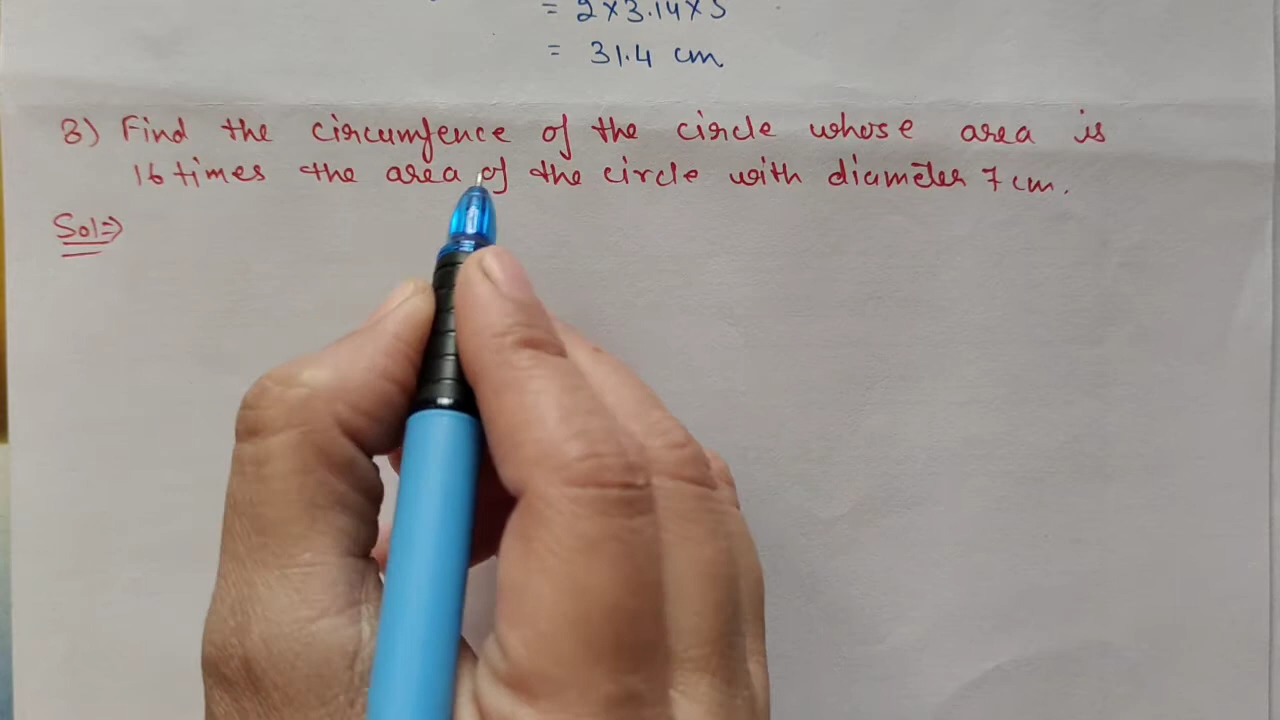 = 2×3.14×5
= 31.4 cm
3) Find the circumfence of the circle whose area is
16 times the area of the circle with diameter 7 cm.
Sol⇒